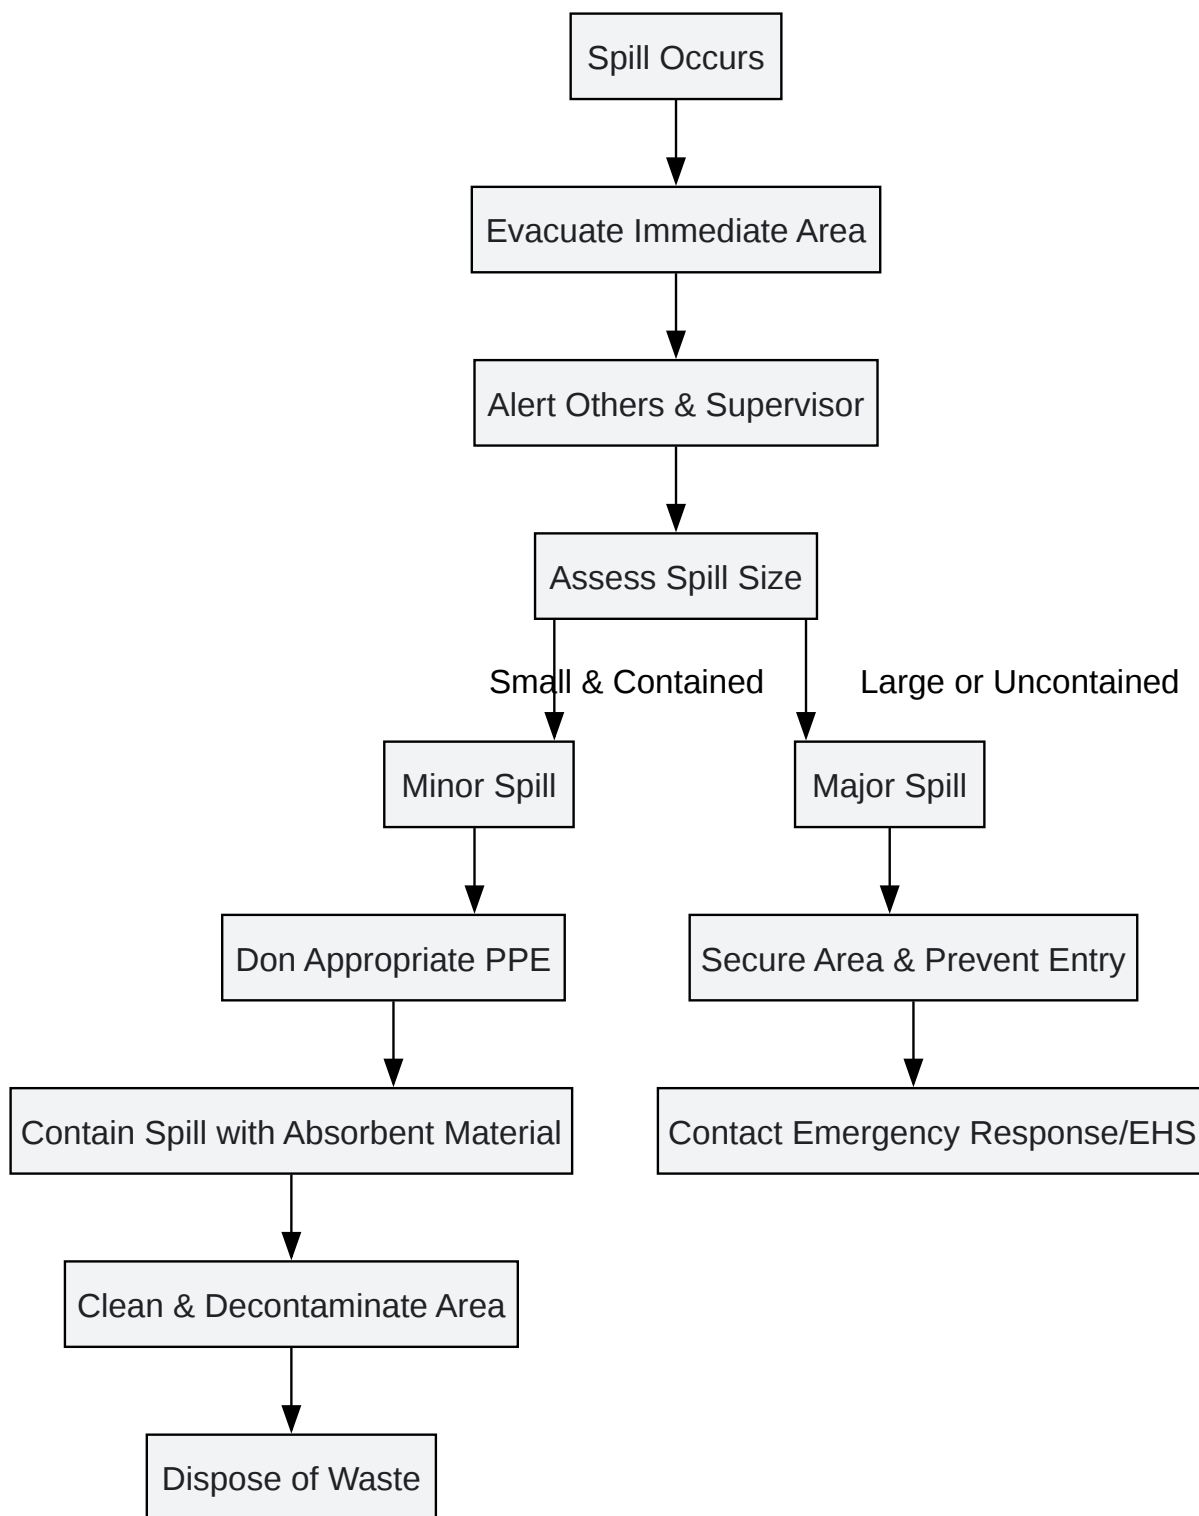 Spill Occurs
Evacuate Immediate Area
Alert Others & Supervisor
Assess Spill Size
Small & Contained
Large or Uncontained
Minor Spill
Major Spill
Don Appropriate PPE
Secure Area & Prevent Entry
Contain Spill with Absorbent Material
Contact Emergency Response/EHS
Clean & Decontaminate Area
Dispose of Waste